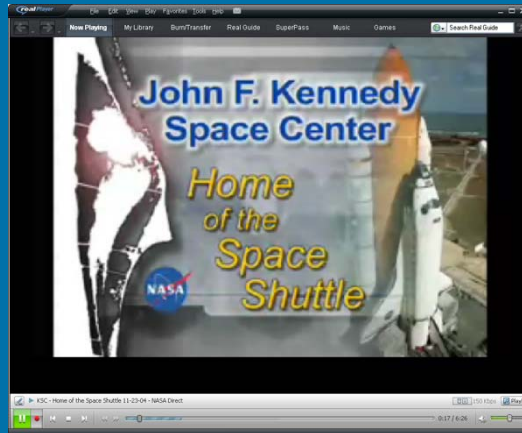 realPlayer File Edit View Play Favorites Tools Help
Now Playing My Library Burn/Transfer Real Guide SuperPass Music Games Search Real Guide
John F. Kennedy
Space Center
Home
of the
Space
Shuttle
NASA
KSC - Home of the Space Shuttle 11-23-04 - NASA Direct 150 Kbps
0:17 / 6:26